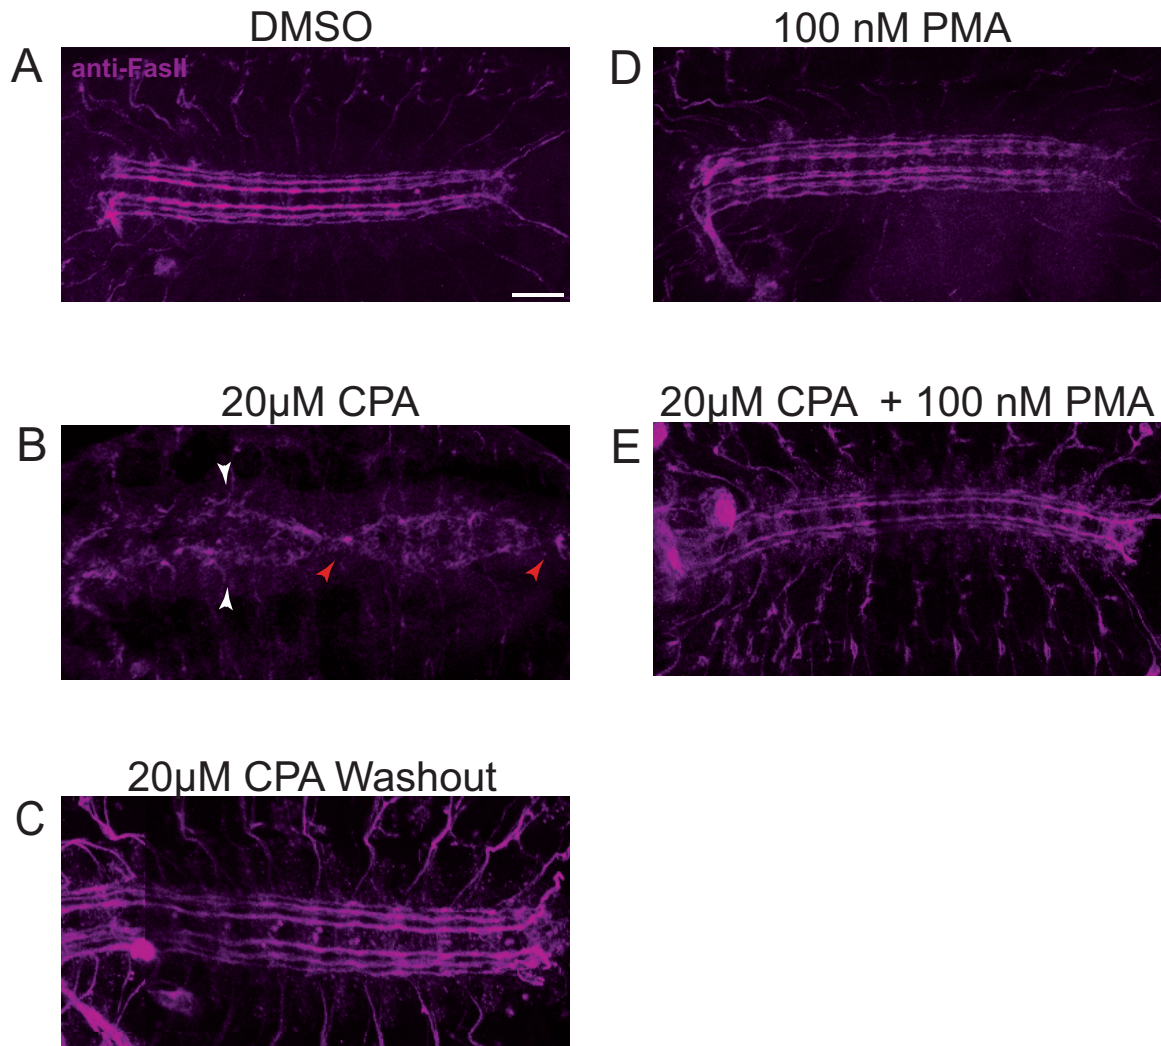 DMSO
A
anti-FasII
20µM CPA
B
20µM CPA Washout
C
100 nM PMA
D
20µM CPA + 100 nM PMA
E